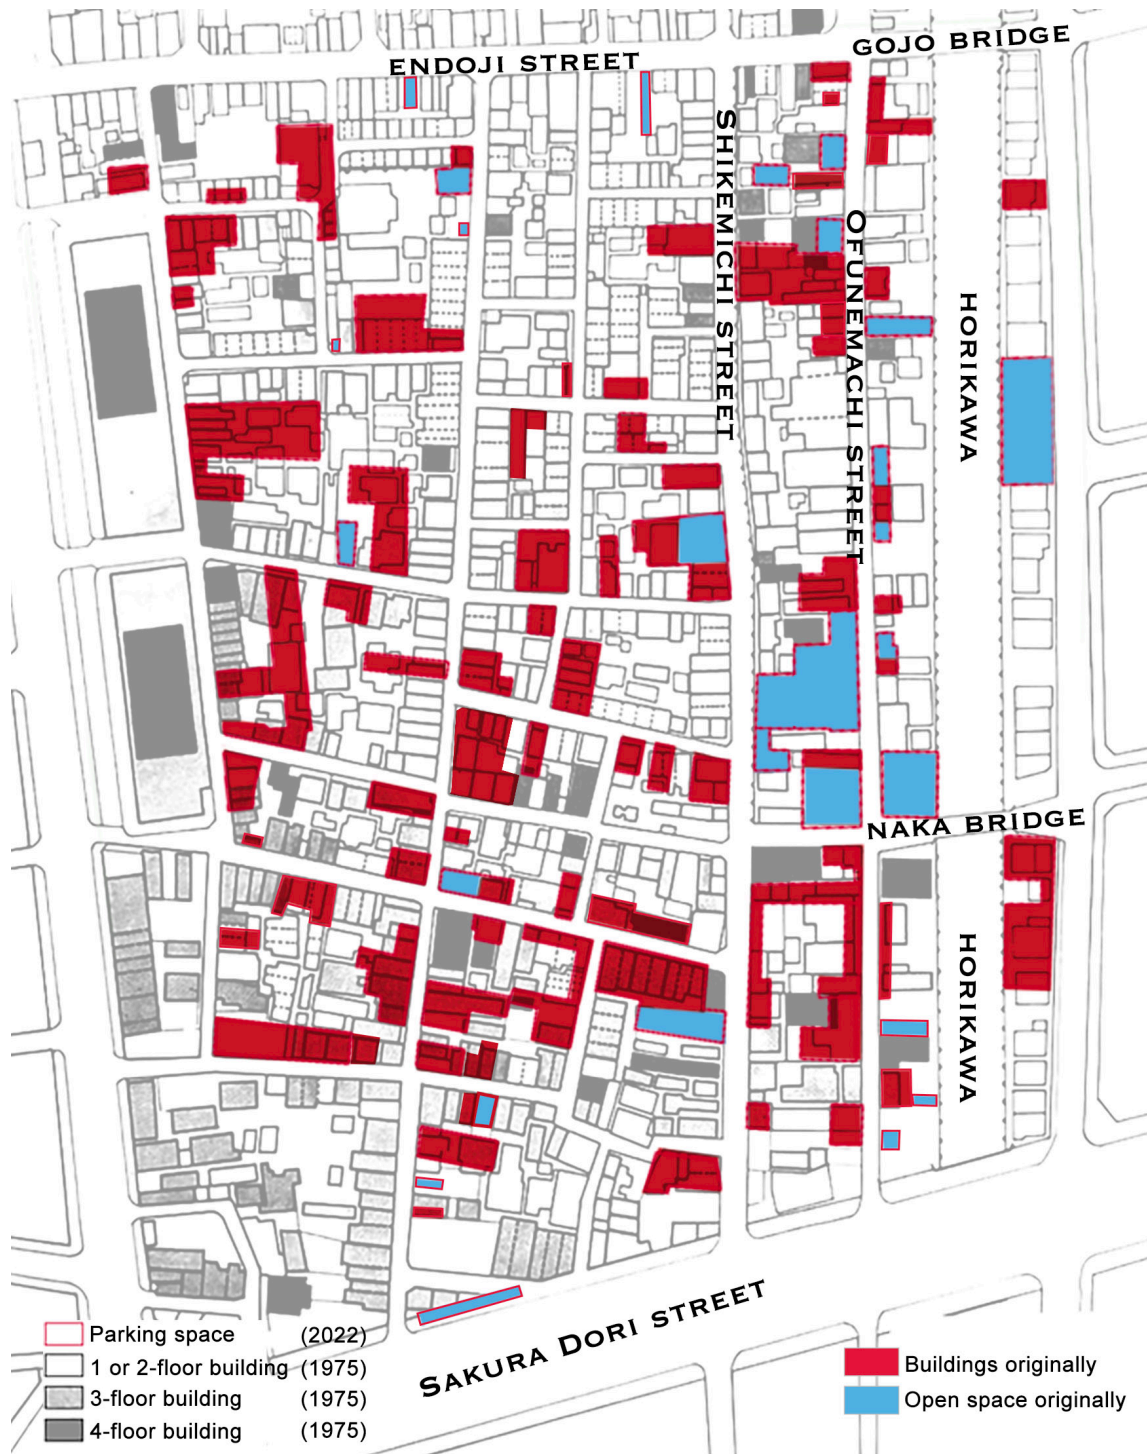 GOJO BRIDGE
ENDOJI STREET
SHIKEMICHI STREET
OFUNEMACHI STREET
HORIKAWA
NAKA BRIDGE
HORIKAWA
SAKURA DORI STREET
Parking space (2022)
1 or 2-floor building (1975)
3-floor building (1975)
4-floor building (1975)
Buildings originally
Open space originally